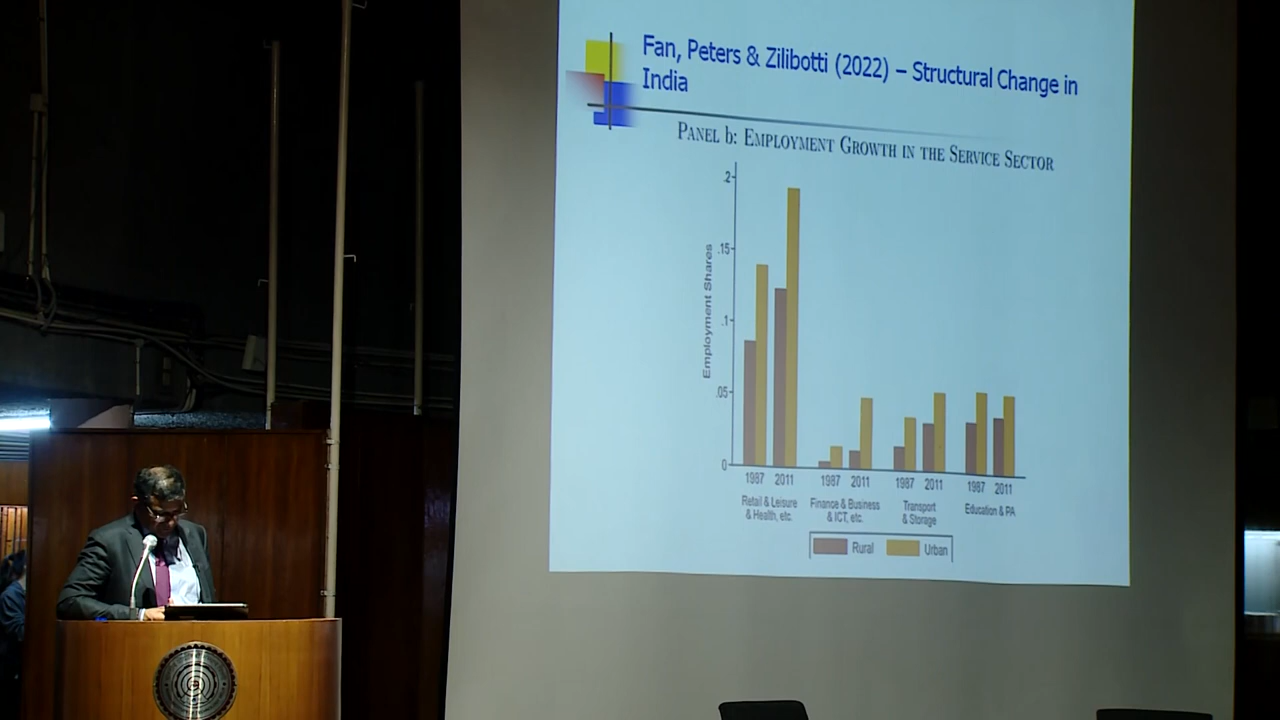 Fan, Peters & Zilibotti (2022) – Structural Change in
India
PANEL b: EMPLOYMENT GROWTH IN THE SERVICE SECTOR
Employment Shares
.2
.15
.1
.05
0
1987 2011 1987 2011 1987 2011 1987 2011
Retail & Leisure
& Health, etc.
Finance & Business
& ICT, etc.
Transport
& Storage
Education & PA
Rural Urban